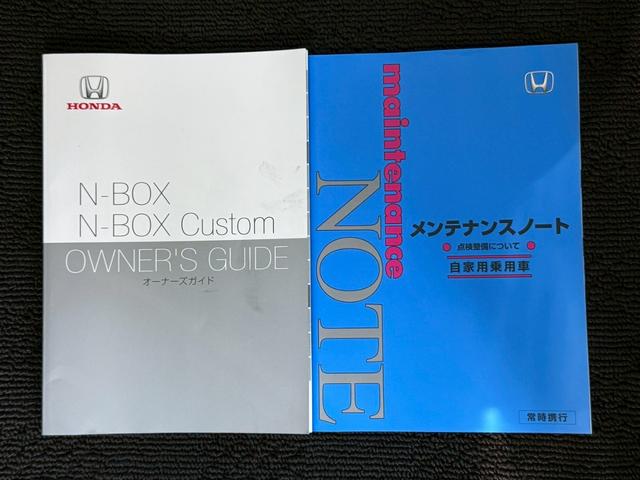 HONDA
N-BOX
N-BOX Custom
OWNER'S GUIDE
オーナーズガイド
maintenance
NOTE
メンテナンスノート
点検整備について
自家用乗用車
常時携行